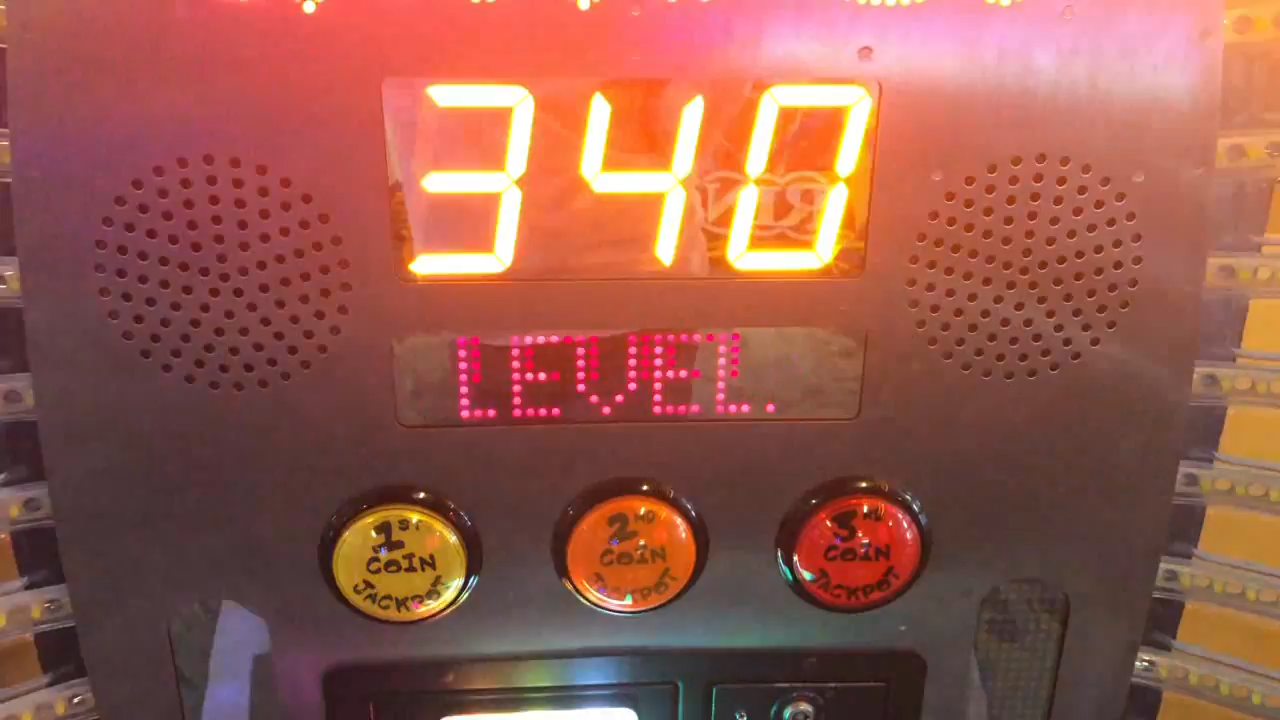 340
LEVEL.
1ST COIN JACKPOT
2ND COIN JACKPOT
3RD COIN JACKPOT